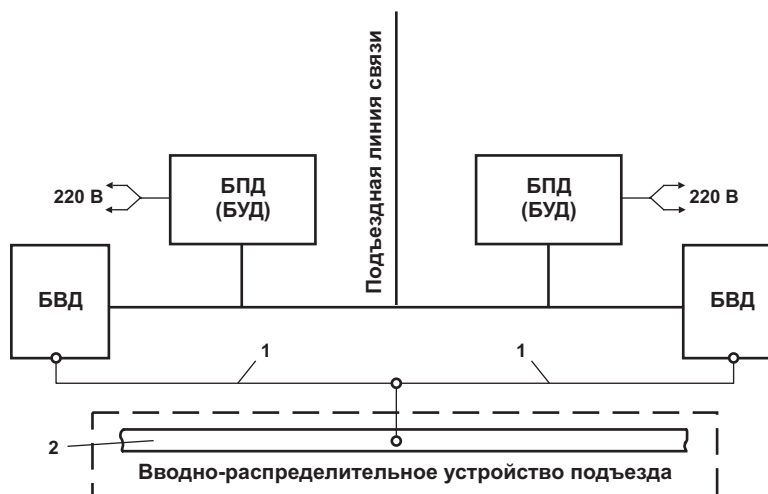 Подъездная линия связи
220 В
БПД
(БУД)
БПД
(БУД)
220 В
БВД
БВД
1
1
2
Вводно-распределительное устройство подъезда